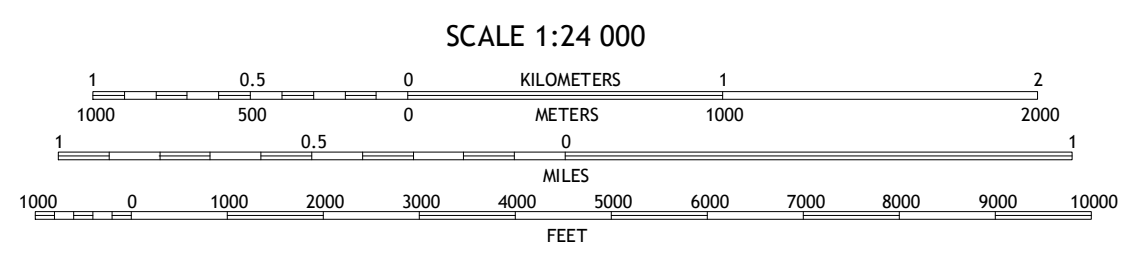 SCALE 1:24 000
1 0.5 0 KILOMETERS 1 2
1000 500 0 METERS 1000 2000
1 0.5 0 1
MILES
1000 0 1000 2000 3000 4000 5000 6000 7000 8000 9000 10000
FEET